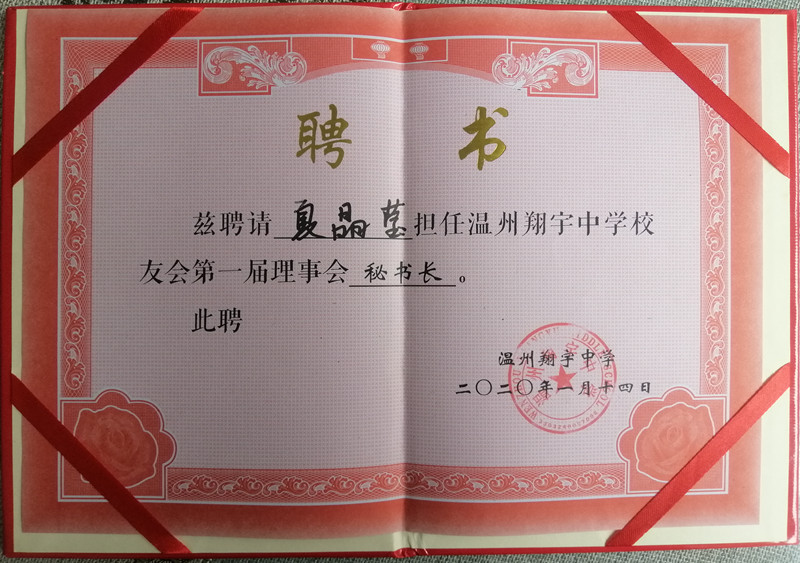 聘 书
兹聘请 夏晶莹 担任温州翔宇中学校
友会第一届理事会 秘书长 。
此聘
温州翔宇中学
二〇二〇年一月十四日